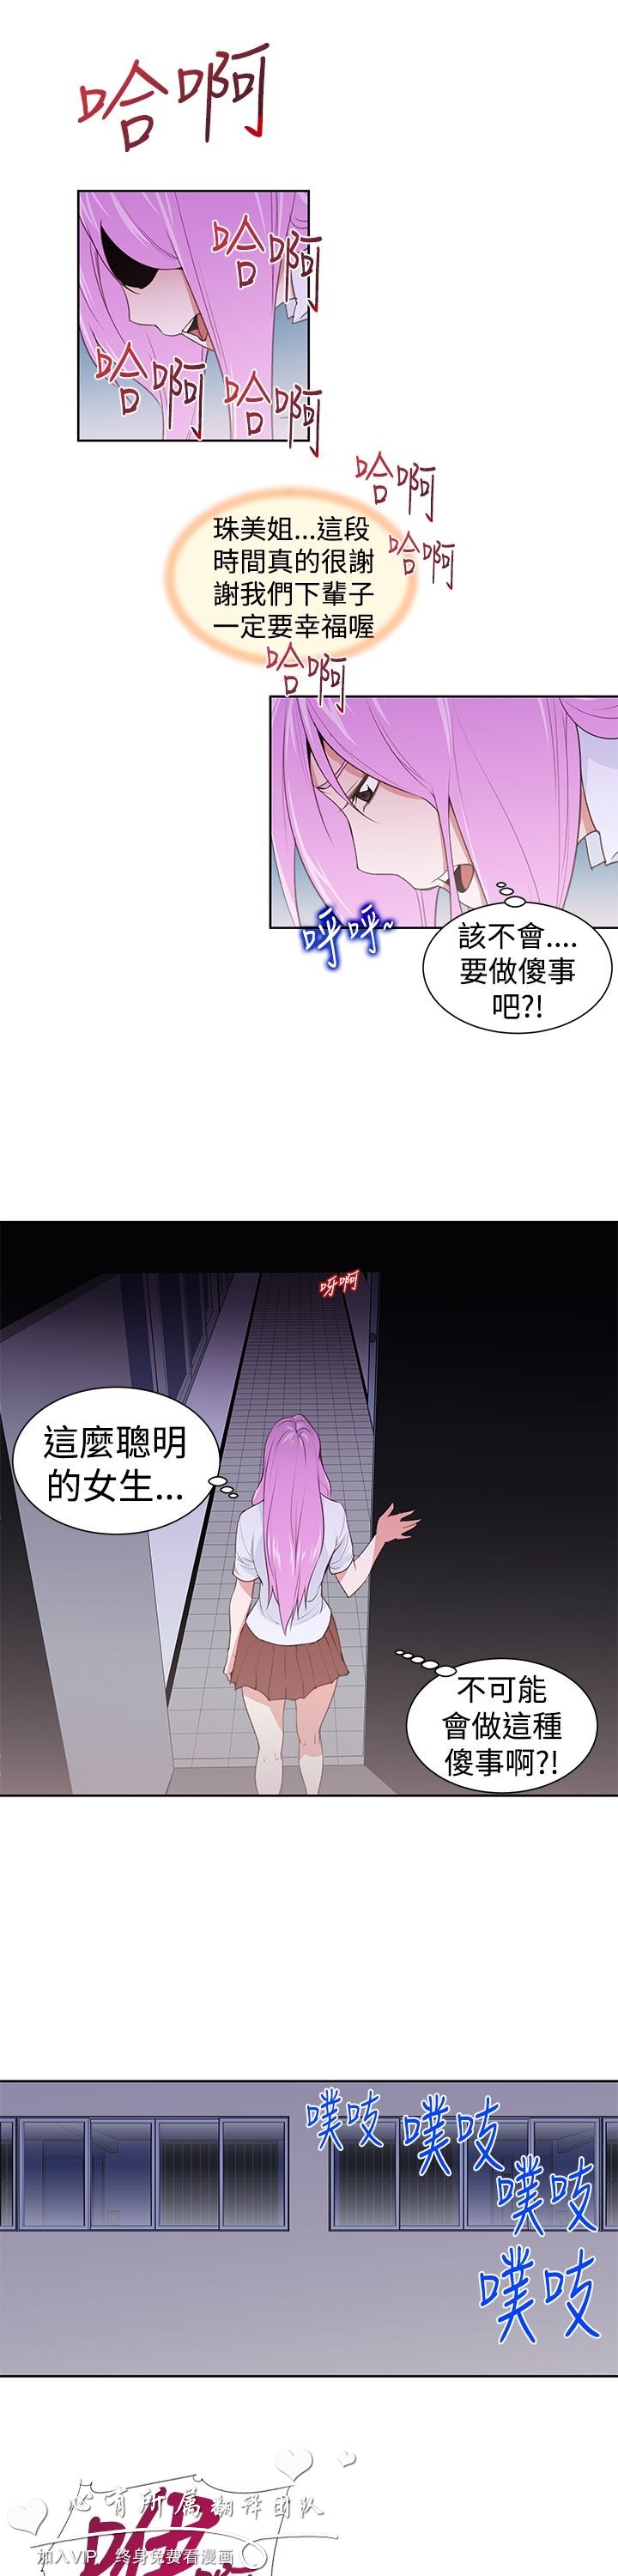 哈啊
哈啊
哈啊
哈啊
哈啊
哈啊
珠美姐...這段
時間真的很謝
謝我們下輩子
一定要幸福喔
哈啊
呼呼~
該不會....
要做傻事
吧?!
呀啊
這麼聰明
的女生...
不可能
會做這種
傻事啊?!
噗吱
噗吱
噗吱
噗吱
心有所属翻译团队
加入VIP，终身免费看漫画